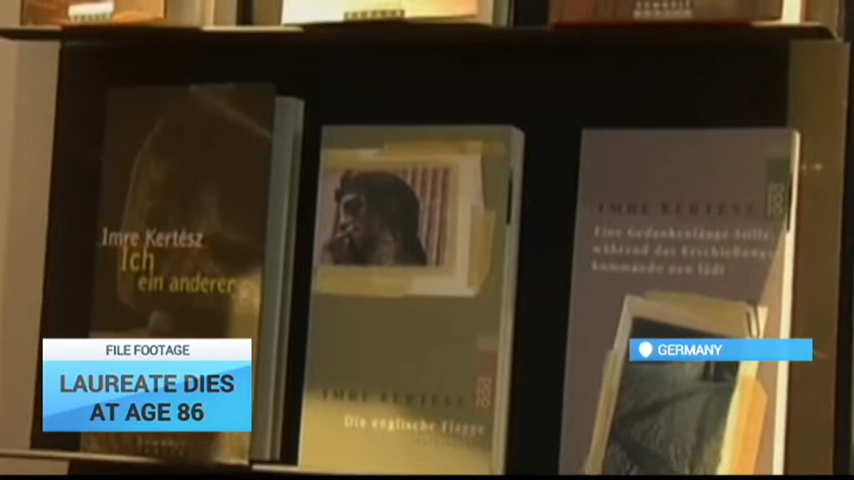 Imre Kertész
Ich
ein anderer
IMRE KERTÉSZ
Die englische Flagge
IMRE KERTÉSZ
Eine Gedankenlänge Stille,
während das Erschießungs-
kommando neu lädt
FILE FOOTAGE
LAUREATE DIES
AT AGE 86
GERMANY